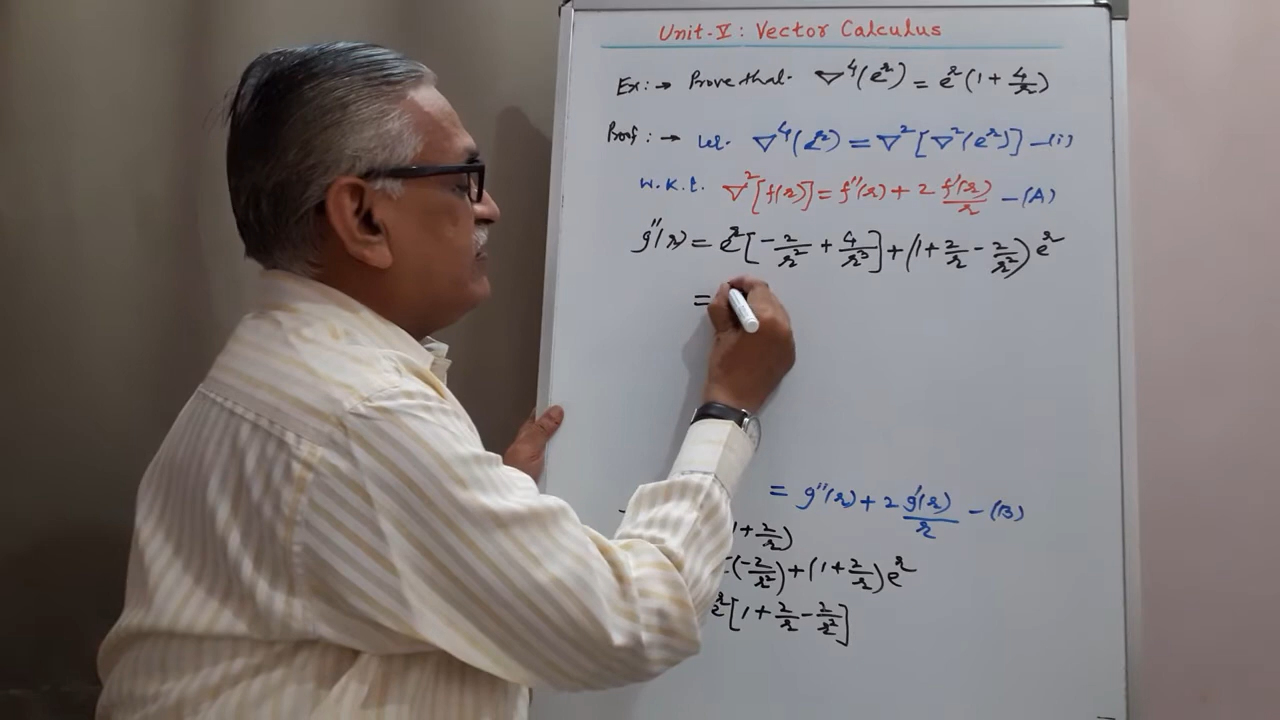 Unit-V: Vector Calculus
Ex:→ Prove that ∇⁴(eʳ) = eʳ(1 + 4/r)
Proof:→ Let ∇⁴(eʳ) = ∇²[∇²(eʳ)] —(i)
W.K.t. ∇²[f(r)] = f''(r) + 2 f'(r)/r —(A)
g''(r) = eʳ[-2/r² + 4/r³] + (1 + 2/r - 2/r²)eʳ
=
= g''(r) + 2 g'(r)/r —(B)
1 + 2/r)
(-2/r²) + (1 + 2/r)eʳ
eʳ[1 + 2/r - 2/r²]